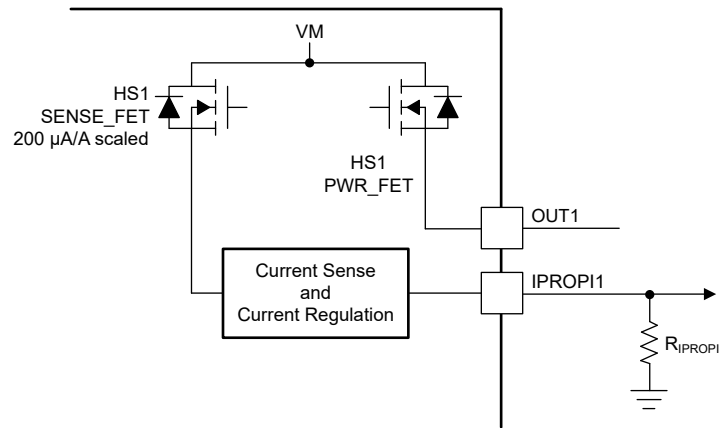 VM
HS1
SENSE_FET
200 µA/A scaled
HS1
PWR_FET
OUT1
Current Sense
and
Current Regulation
IPROPI1
RIPROPI